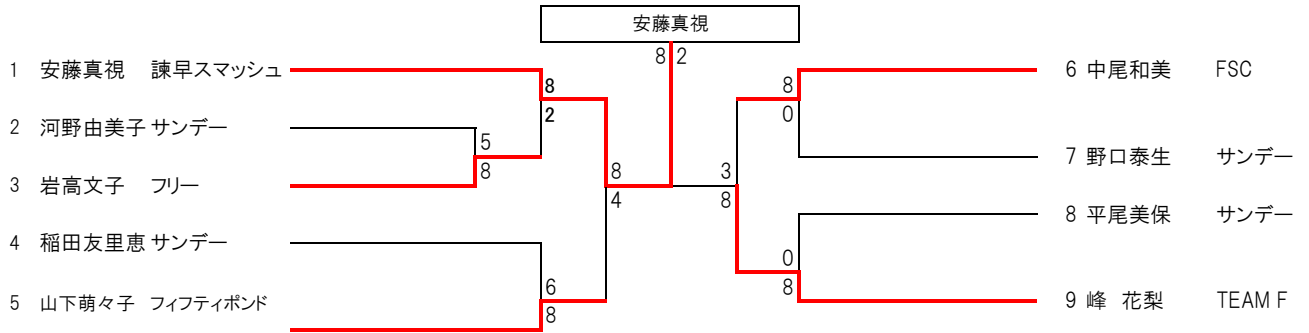 安藤真視
8 2
1 安藤真視 諫早スマッシュ
8
2
2 河野由美子 サンデー
5
8
3 岩高文子 フリー
8
4
4 稲田友里恵 サンデー
6
8
5 山下萌々子 フィフティポンド
6 中尾和美 FSC
8
0
7 野口泰生 サンデー
3
8
8 平尾美保 サンデー
0
8
9 峰 花梨 TEAM F